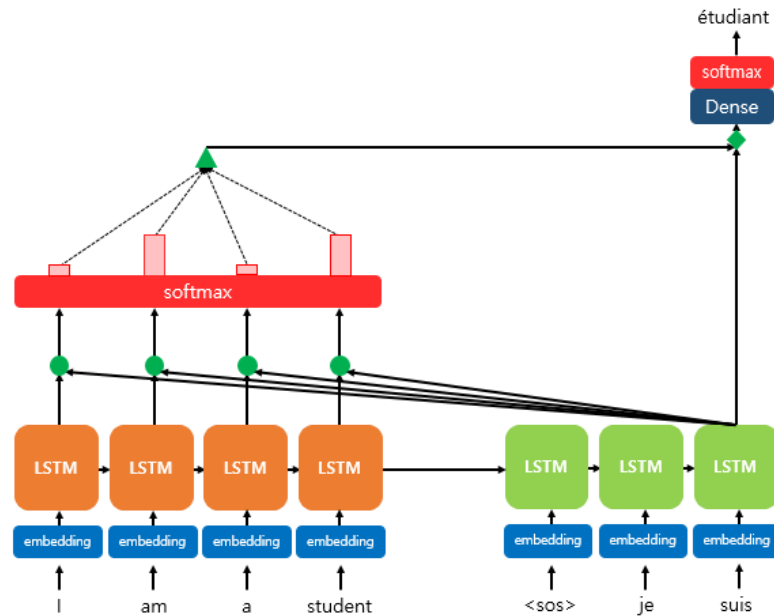 étudiant
softmax
Dense
softmax
LSTM LSTM LSTM LSTM LSTM LSTM LSTM
embedding embedding embedding embedding embedding embedding embedding
I am a student <sos> je suis